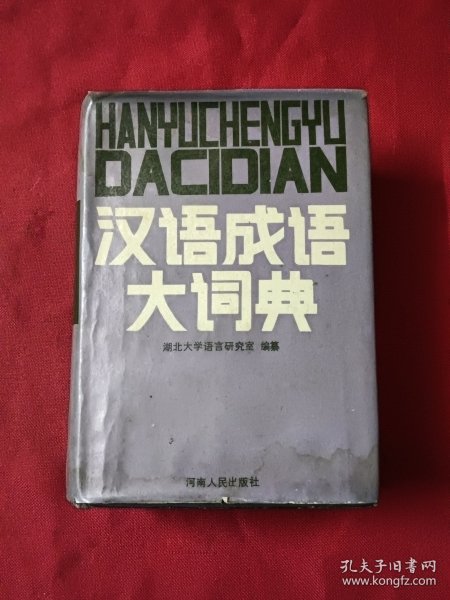 HANYUCHENGYU
DACIDIAN
汉语成语
大词典
湖北大学语言研究室 编纂
河南人民出版社
孔夫子旧书网
www.kongfz.com